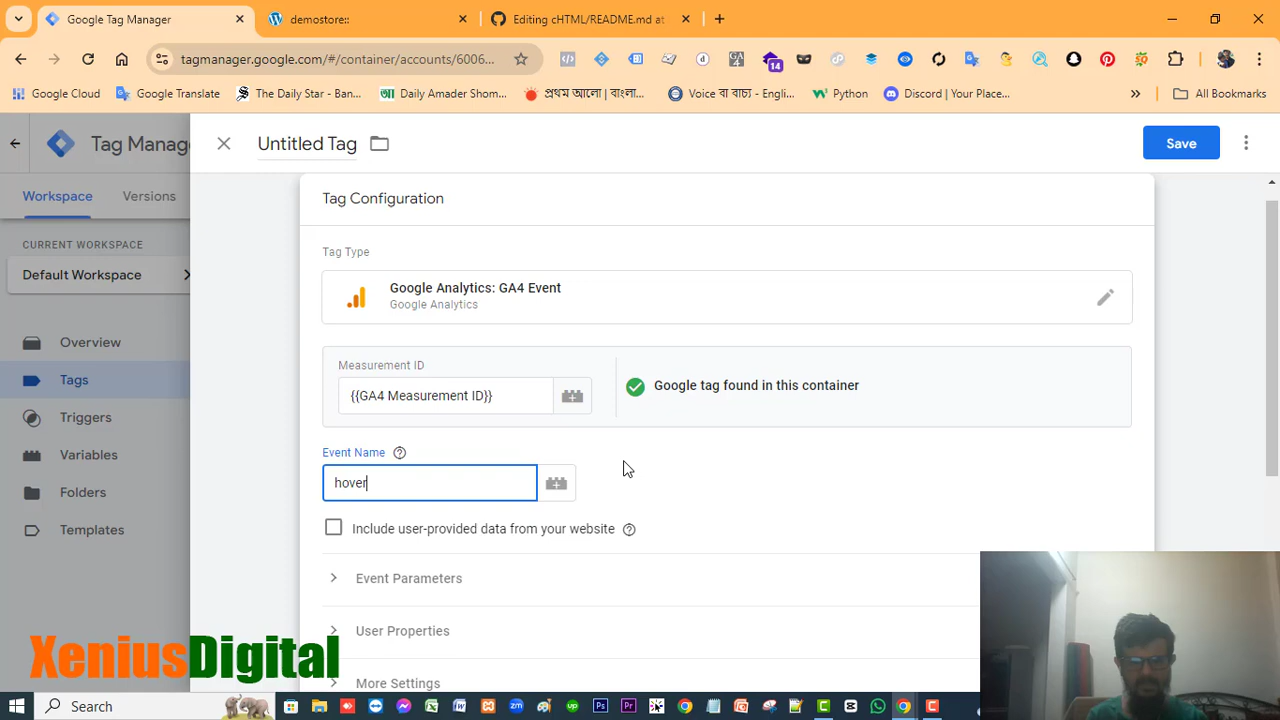 Google Tag Manager
demostore::
Editing cHTML/README.md at
tagmanager.google.com/#/container/accounts/6006...
14
Google Cloud
Google Translate
The Daily Star - Ban...
Daily Amader Shom...
প্রথম আলো | বাংলা...
Voice বা বাচ্য - Engli...
Python
Discord | Your Place...
All Bookmarks
Tag Manag
Untitled Tag
Save
Workspace
Versions
Tag Configuration
CURRENT WORKSPACE
Default Workspace
Tag Type
Google Analytics: GA4 Event
Google Analytics
Overview
Tags
Triggers
Variables
Folders
Templates
Measurement ID
{{GA4 Measurement ID}}
Google tag found in this container
Event Name
hover
Include user-provided data from your website
Event Parameters
User Properties
More Settings
XeniusDigital
Search